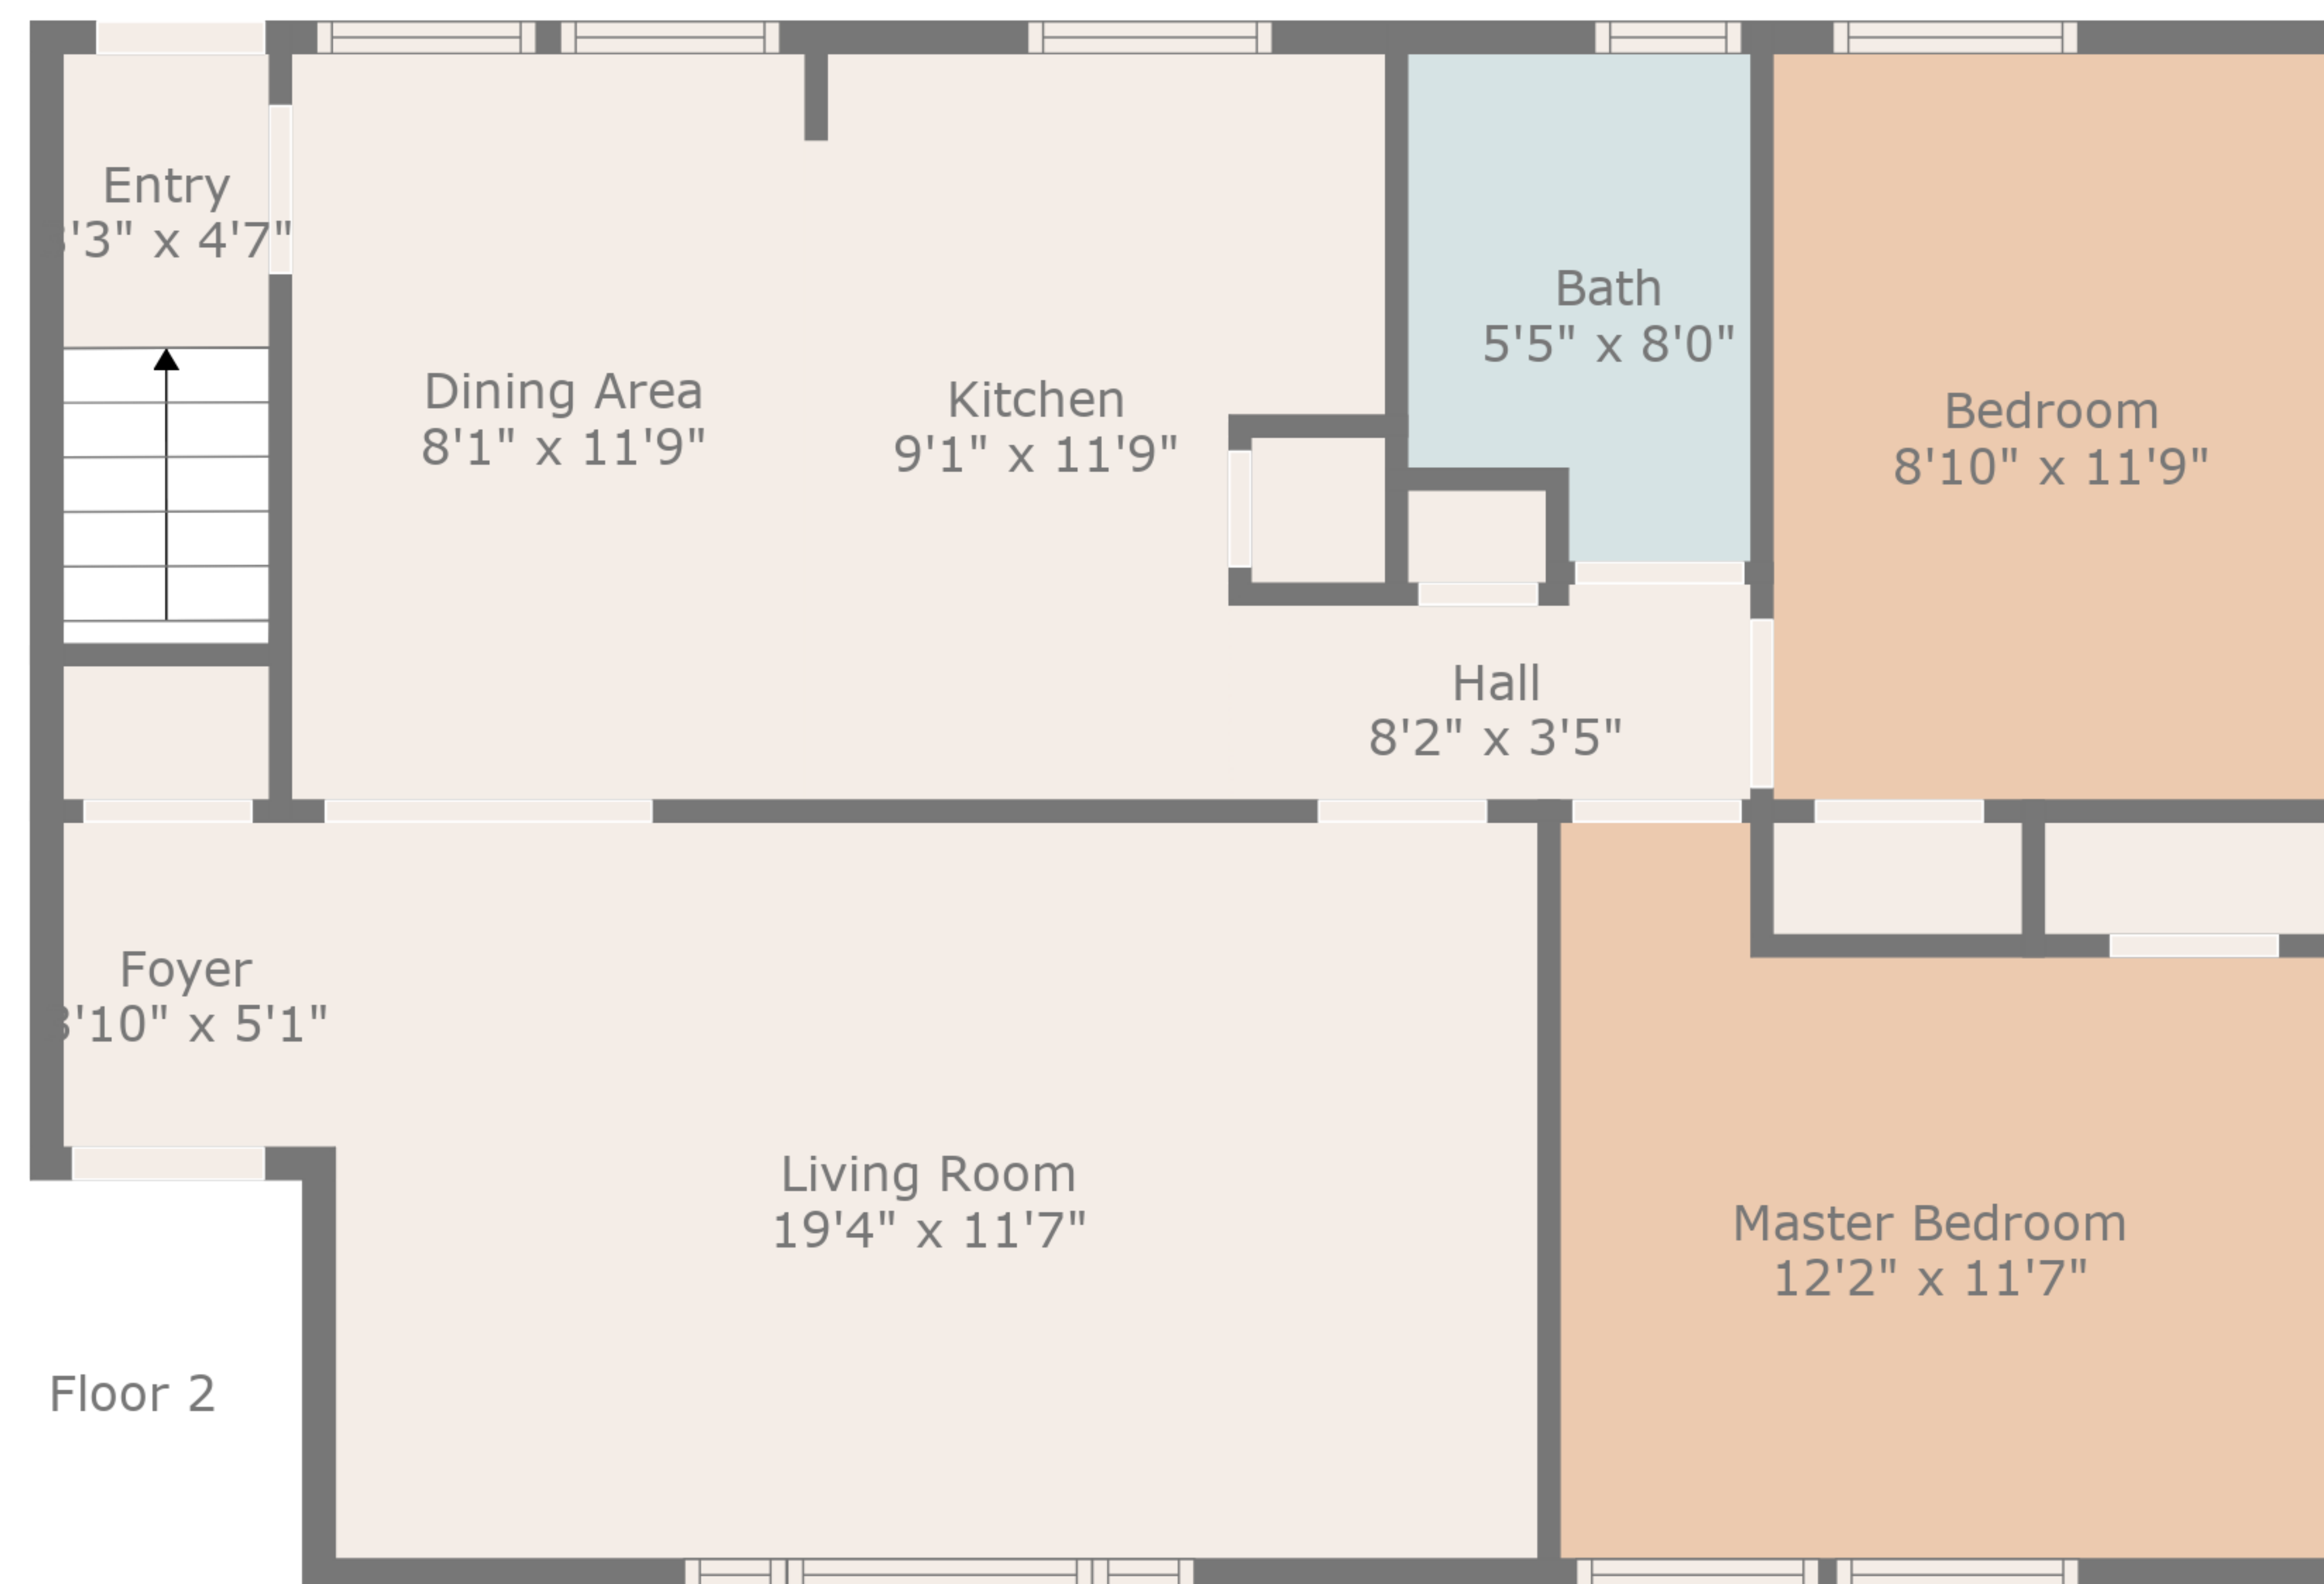 Entry
'3" x 4'7"
Bath
5'5" x 8'0"
Dining Area
8'1" x 11'9"
Kitchen
9'1" x 11'9"
Bedroom
8'10" x 11'9"
Hall
8'2" x 3'5"
Foyer
3'10" x 5'1"
Living Room
19'4" x 11'7"
Master Bedroom
12'2" x 11'7"
Floor 2